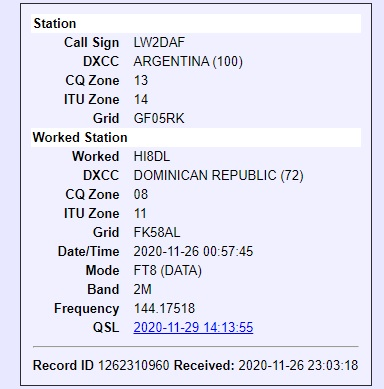 Station
Call Sign LW2DAF
DXCC ARGENTINA (100)
CQ Zone 13
ITU Zone 14
Grid GF05RK
Worked Station
Worked HI8DL
DXCC DOMINICAN REPUBLIC (72)
CQ Zone 08
ITU Zone 11
Grid FK58AL
Date/Time 2020-11-26 00:57:45
Mode FT8 (DATA)
Band 2M
Frequency 144.17518
QSL 2020-11-29 14:13:55
Record ID 1262310960 Received: 2020-11-26 23:03:18